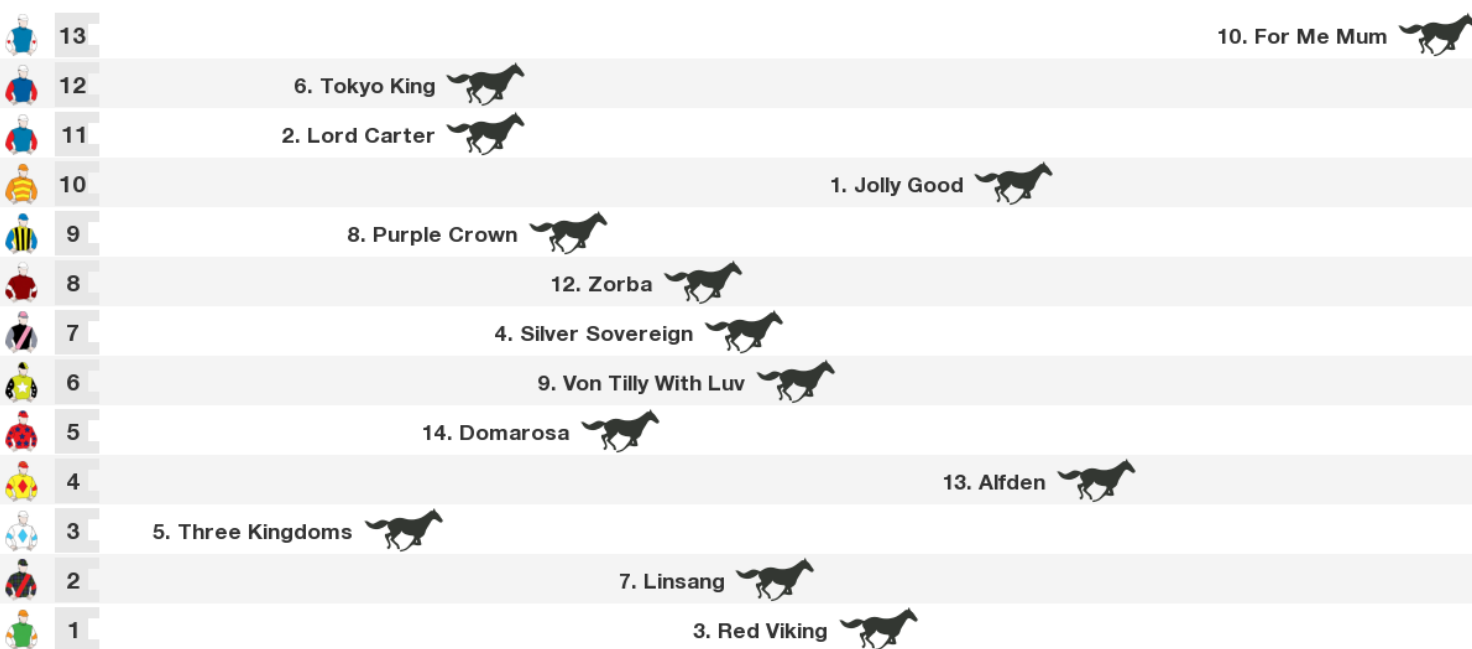 13 10. For Me Mum
12 6. Tokyo King
11 2. Lord Carter
10 1. Jolly Good
9 8. Purple Crown
8 12. Zorba
7 4. Silver Sovereign
6 9. Von Tilly With Luv
5 14. Domarosa
4 13. Alfden
3 5. Three Kingdoms
2 7. Linsang
1 3. Red Viking